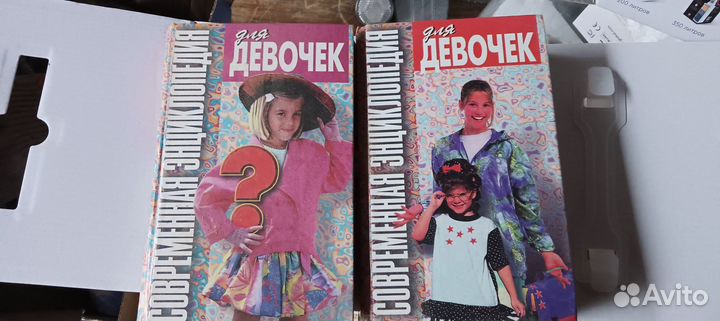 СОВРЕМЕННАЯ ЭНЦИКЛОПЕДИЯ
для
ДЕВОЧЕК
?
СОВРЕМЕННАЯ ЭНЦИКЛОПЕДИЯ
для
ДЕВОЧЕК
Avito